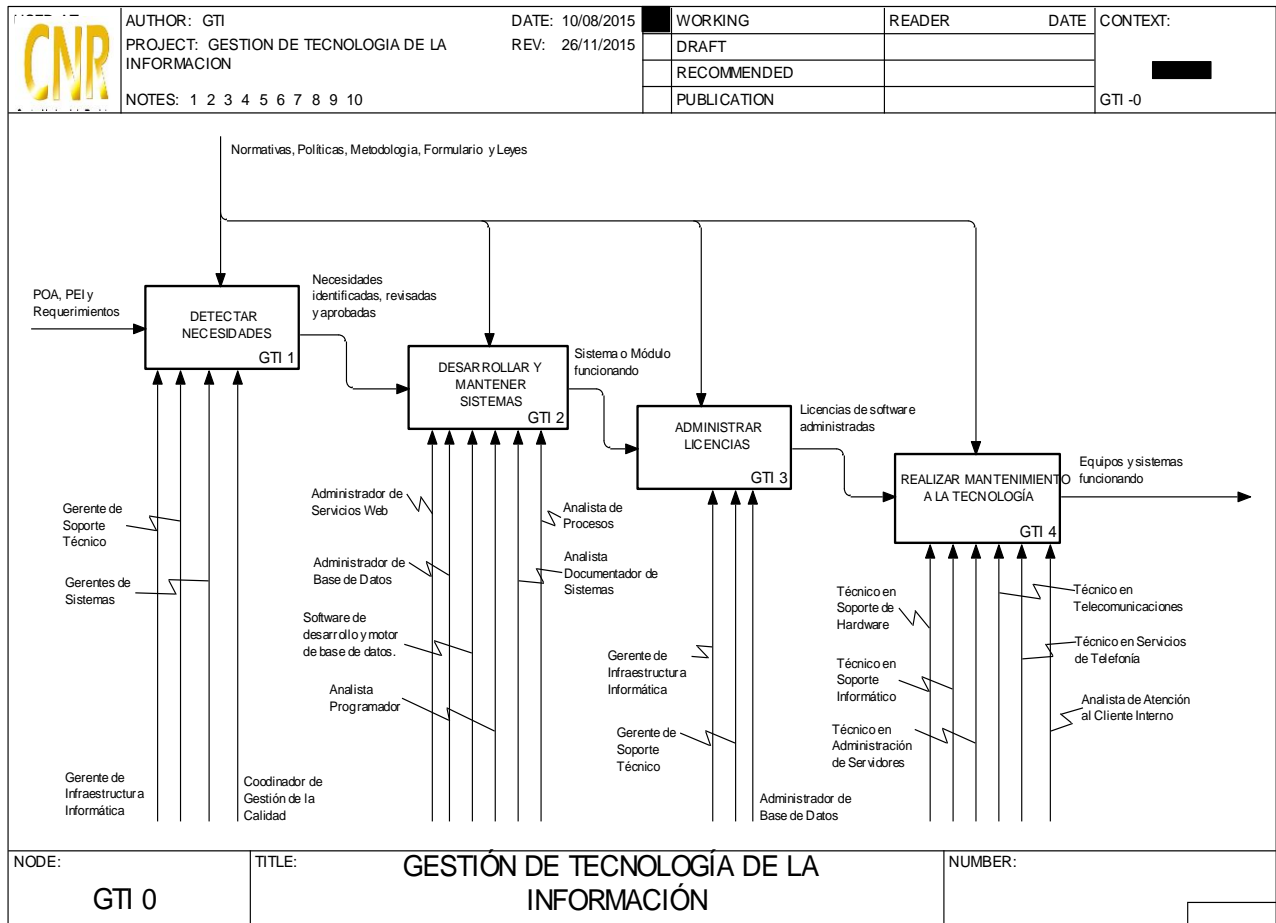 CNR
AUTHOR: GTI
DATE: 10/08/2015
PROJECT: GESTION DE TECNOLOGIA DE LA
INFORMACION
REV: 26/11/2015
NOTES: 1 2 3 4 5 6 7 8 9 10
WORKING
DRAFT
RECOMMENDED
PUBLICATION
READER DATE
CONTEXT:
GTI -0
Normativas, Políticas, Metodologia, Formulario y Leyes
POA, PEI y
Requerimientos
DETECTAR
NECESIDADES
GTI 1
Necesidades
identificadas, revisadas
y aprobadas
DESARROLLAR Y
MANTENER
SISTEMAS
GTI 2
Sistema o Módulo
funcionando
ADMINISTRAR
LICENCIAS
GTI 3
Licencias de software
administradas
REALIZAR MANTENIMIENTO
A LA TECNOLOGÍA
GTI 4
Equipos y sistemas
funcionando
Gerente de
Soporte
Técnico
Gerentes de
Sistemas
Gerente de
Infraestructura
Informática
Coodinador de
Gestión de la
Calidad
Administrador de
Servicios Web
Administrador de
Base de Datos
Software de
desarrollo y motor
de base de datos.
Analista
Programador
Analista de
Procesos
Analista
Documentador de
Sistemas
Gerente de
Infraestructura
Informática
Gerente de
Soporte
Técnico
Administrador de
Base de Datos
Técnico en
Soporte de
Hardware
Técnico en
Soporte
Informático
Técnico en
Administración
de Servidores
Técnico en
Telecomunicaciones
Técnico en Servicios
de Telefonía
Analista de Atención
al Cliente Interno
NODE:
GTI 0
TITLE:
GESTIÓN DE TECNOLOGÍA DE LA
INFORMACIÓN
NUMBER: